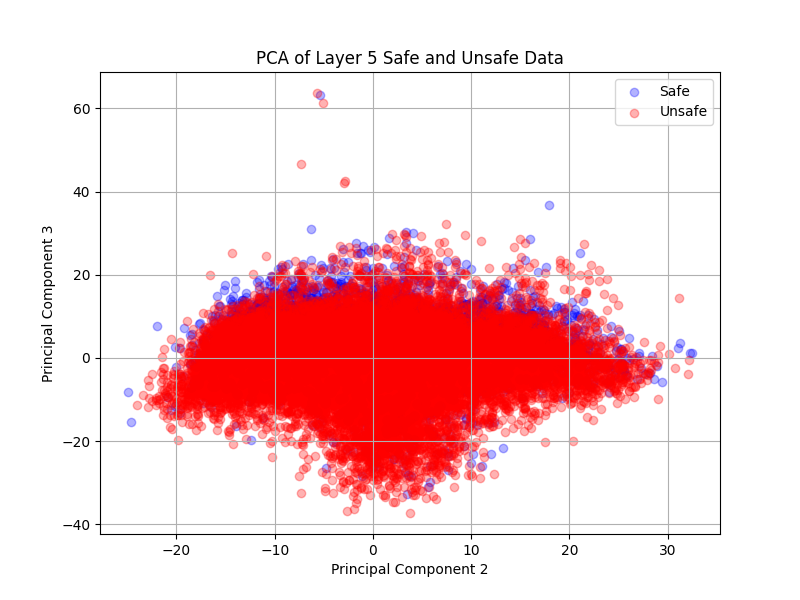 PCA of Layer 5 Safe and Unsafe Data
Safe
Unsafe
60
40
20
0
−20
−40
Principal Component 3
−20
−10
0
10
20
30
Principal Component 2